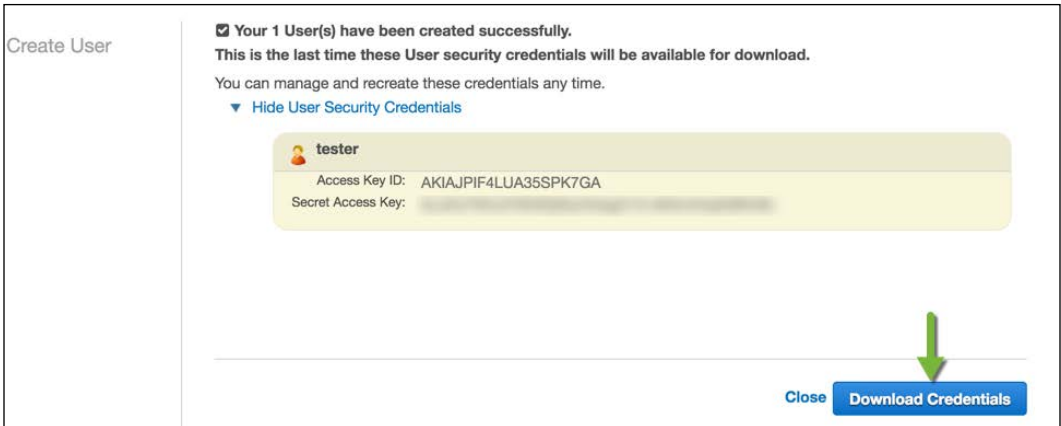 Create User
Your 1 User(s) have been created successfully.
This is the last time these User security credentials will be available for download.
You can manage and recreate these credentials any time.
Hide User Security Credentials
tester
Access Key ID: AKIAJPIF4LUA35SPK7GA
Secret Access Key:
Close Download Credentials